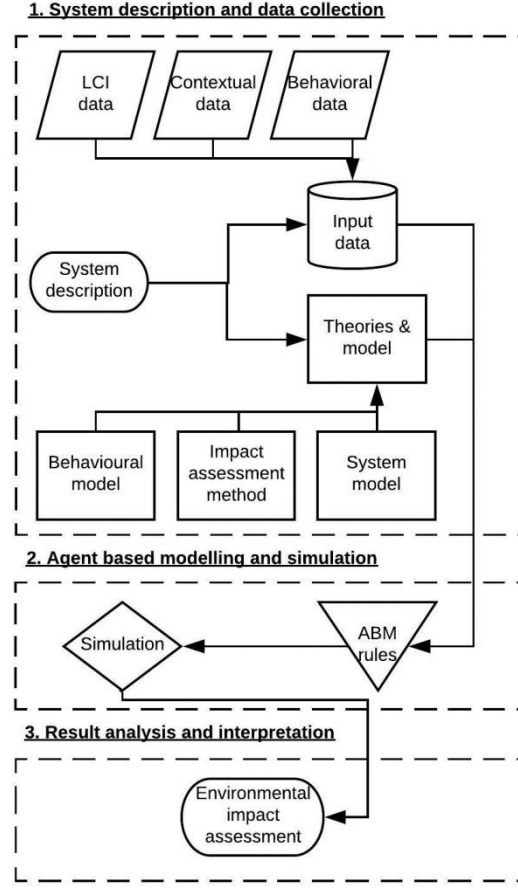 1. System description and data collection
LCI
data
Contextual
data
Behavioral
data
Input
data
System
description
Theories &
model
Behavioural
model
Impact
assessment
method
System
model
2. Agent based modelling and simulation
Simulation
ABM
rules
3. Result analysis and interpretation
Environmental
impact
assessment